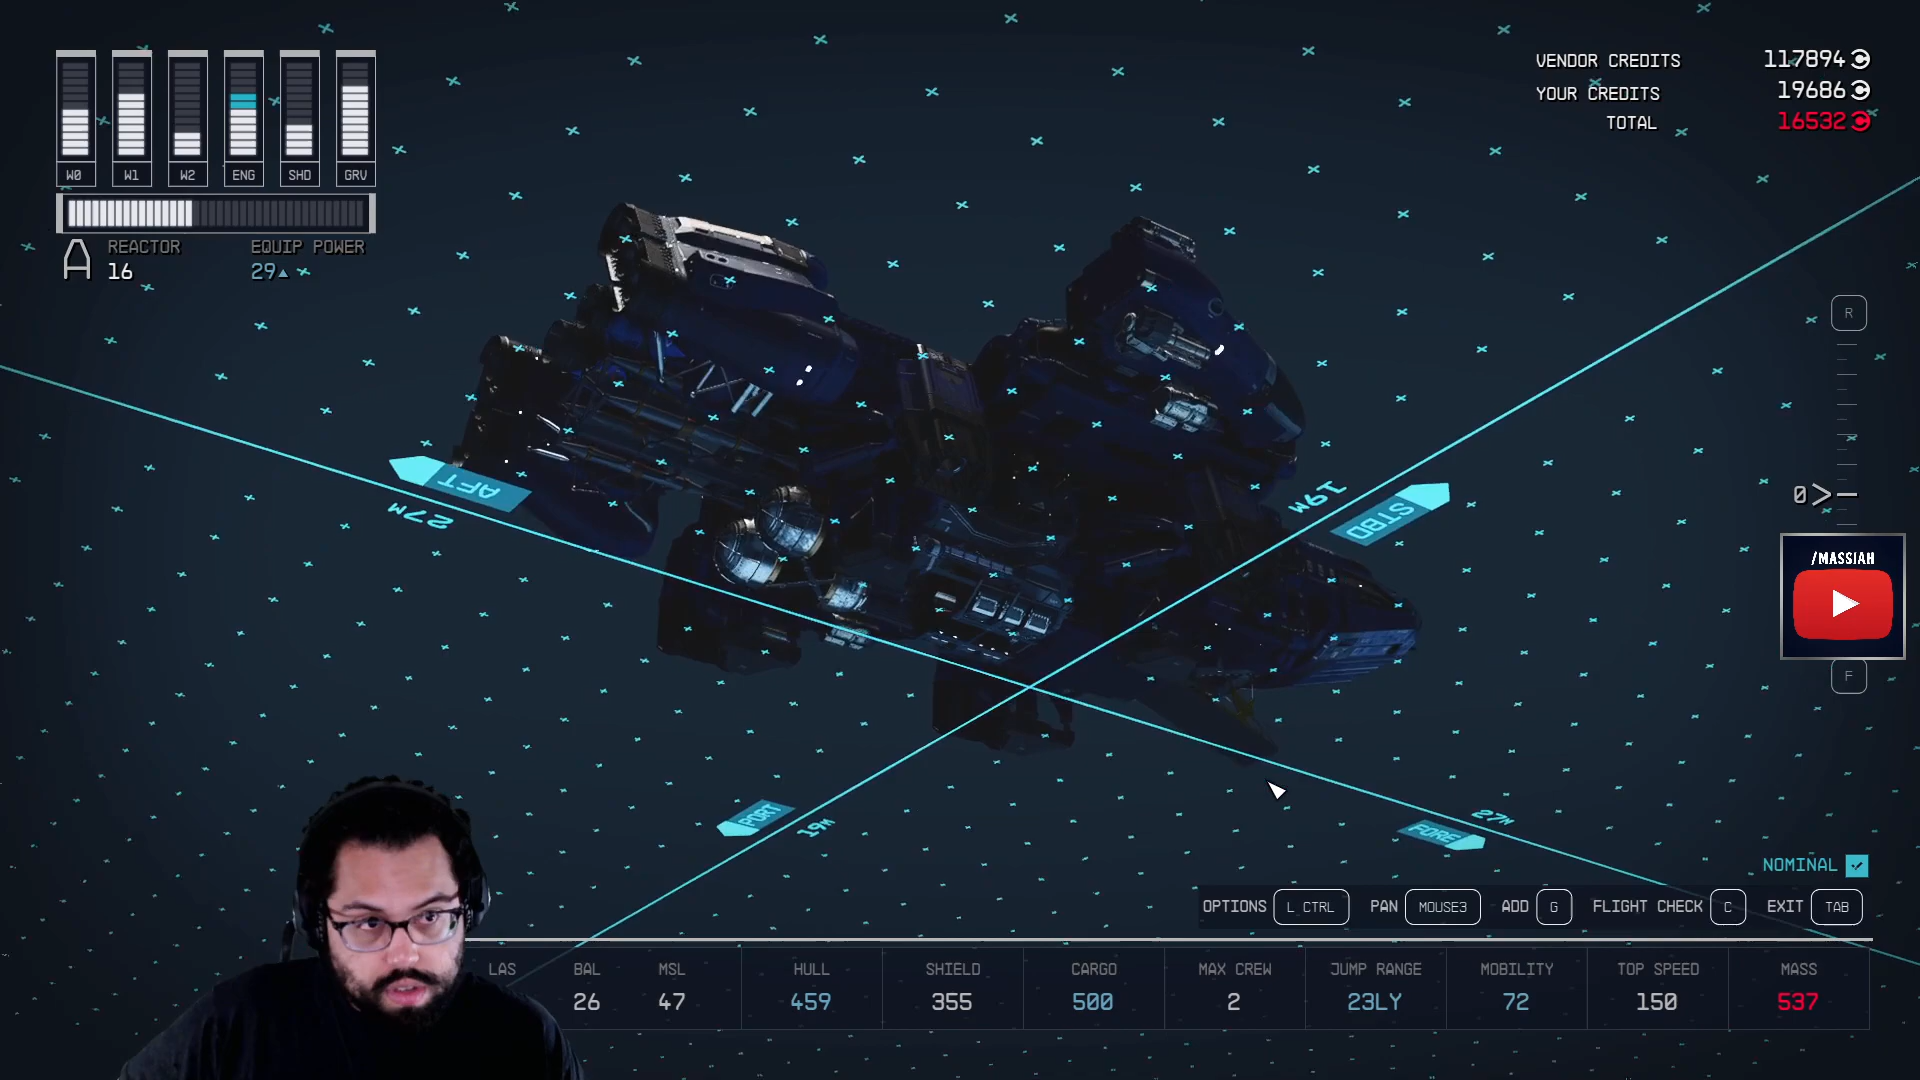 VENDOR CREDITS 117894
YOUR CREDITS 19686
TOTAL 16532
W0 W1 W2 ENG SHD GRV
A REACTOR 16
EQUIP POWER 29
R
0
/MASSIAH
F
AFT
27M
19M
STBD
PORT
19M
27M
FORE
NOMINAL
OPTIONS L CTRL PAN MOUSE3 ADD G FLIGHT CHECK C EXIT TAB
LAS BAL MSL HULL SHIELD CARGO MAX CREW JUMP RANGE MOBILITY TOP SPEED MASS
26 47 459 355 500 2 23LY 72 150 537